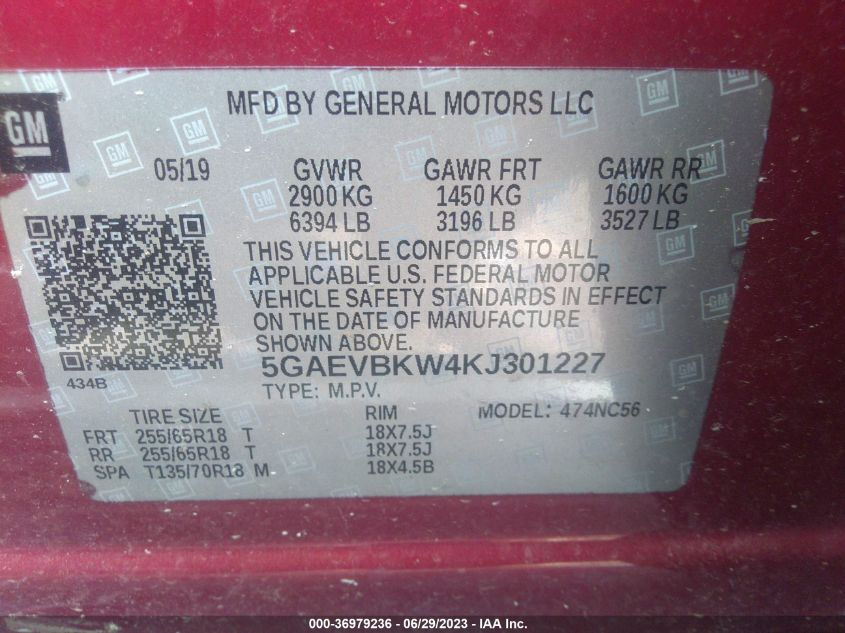 GM
MFD BY GENERAL MOTORS LLC
05/19 GVWR GAWR FRT GAWR RR
2900 KG 1450 KG 1600 KG
6394 LB 3196 LB 3527 LB
THIS VEHICLE CONFORMS TO ALL
APPLICABLE U.S. FEDERAL MOTOR
VEHICLE SAFETY STANDARDS IN EFFECT
ON THE DATE OF MANUFACTURE
SHOWN ABOVE.
5GAEVBKW4KJ301227
434B
TYPE: M.P.V.
TIRE SIZE RIM MODEL: 474NC56
FRT 255/65R18 T 18X7.5J
RR 255/65R18 T 18X7.5J
SPA T135/70R18 M 18X4.5B
000-36979236 - 06/29/2023 - IAA Inc.